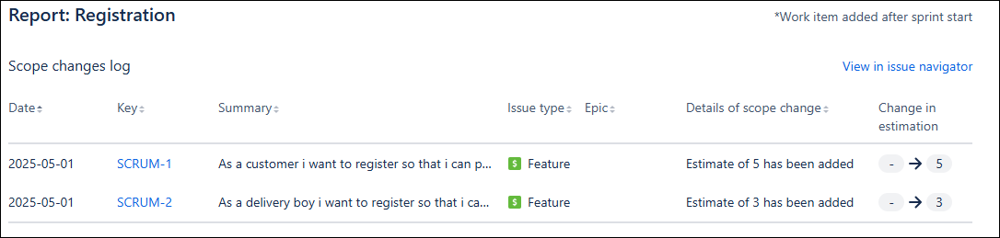 Report: Registration
*Work item added after sprint start
Scope changes log
View in issue navigator
Date Key Summary Issue type Epic Details of scope change Change in estimation
2025-05-01 SCRUM-1 As a customer i want to register so that i can p... $ Feature Estimate of 5 has been added - → 5
2025-05-01 SCRUM-2 As a delivery boy i want to register so that i ca... $ Feature Estimate of 3 has been added - → 3